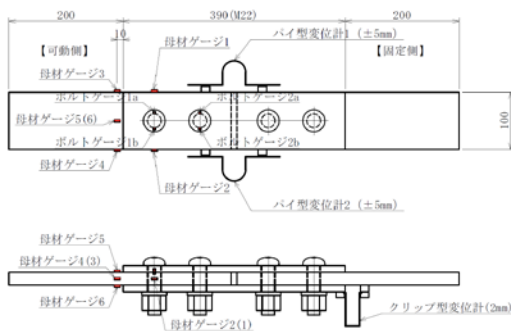 200
390(M22)
200
【可動側】
10
母材ゲージ1
パイ型変位計1 (±5mm)
【固定側】
母材ゲージ3
ボルトゲージ1a
ボルトゲージ2a
母材ゲージ5(6)
100
ボルトゲージ1b
ボルトゲージ2b
母材ゲージ4
母材ゲージ2
パイ型変位計2 (±5mm)
母材ゲージ5
母材ゲージ4(3)
母材ゲージ6
クリップ型変位計(2mm)
母材ゲージ2(1)